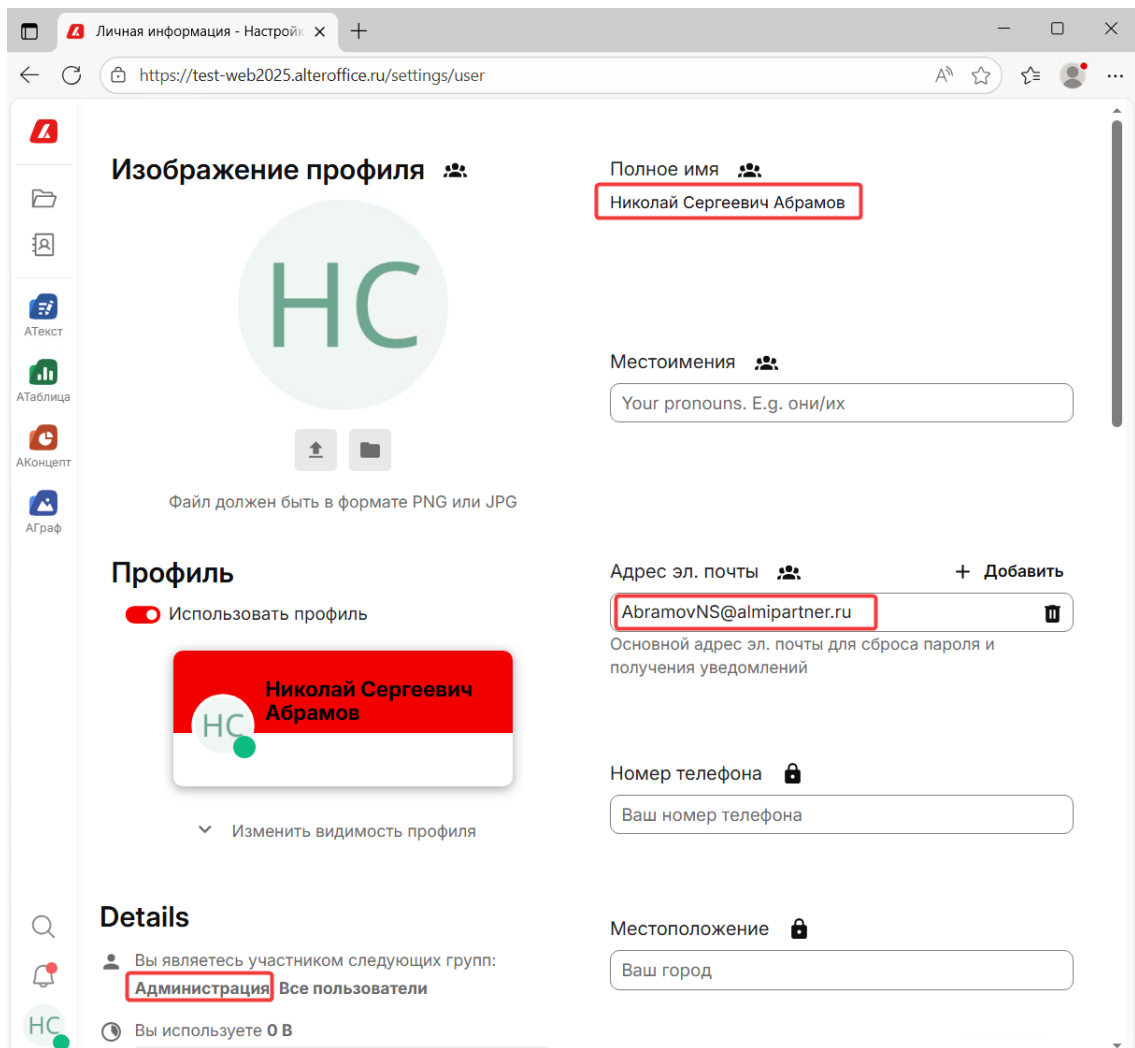 Личная информация - Настройк
https://test-web2025.alteroffice.ru/settings/user
АТекст
АТаблица
АКонцепт
АГраф
НС
Изображение профиля
НС
Файл должен быть в формате PNG или JPG
Профиль
Использовать профиль
Николай Сергеевич
Абрамов
НС
Изменить видимость профиля
Details
Вы являетесь участником следующих групп:
Администрация, Все пользователи
Вы используете 0 B
Полное имя
Николай Сергеевич Абрамов
Местоимения
Your pronouns. E.g. они/их
Адрес эл. почты
+ Добавить
AbramovNS@almipartner.ru
Основной адрес эл. почты для сброса пароля и
получения уведомлений
Номер телефона
Ваш номер телефона
Местоположение
Ваш город